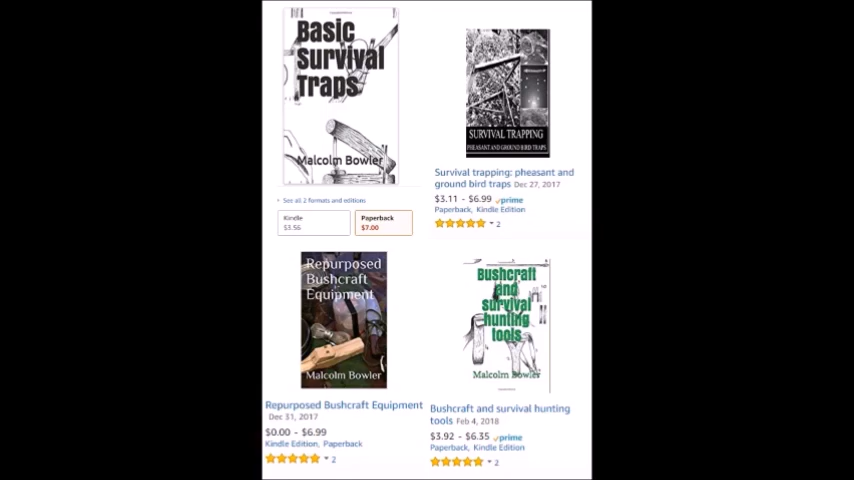 Basic
Survival
Traps
Malcolm Bowler
See all 2 formats and editions
Kindle
$3.56
Paperback
$7.00
SURVIVAL TRAPPING
PHEASANT AND GROUND BIRD TRAPS
Survival trapping: pheasant and
ground bird traps Dec 27, 2017
$3.11 - $6.99 prime
Paperback, Kindle Edition
2
Repurposed
Bushcraft
Equipment
Malcolm Bowler
Repurposed Bushcraft Equipment
Dec 31, 2017
$0.00 - $6.99
Kindle Edition, Paperback
2
Bushcraft
and
survival
hunting
tools
Malcolm Bowler
Bushcraft and survival hunting
tools Feb 4, 2018
$3.92 - $6.35 prime
Paperback, Kindle Edition
2